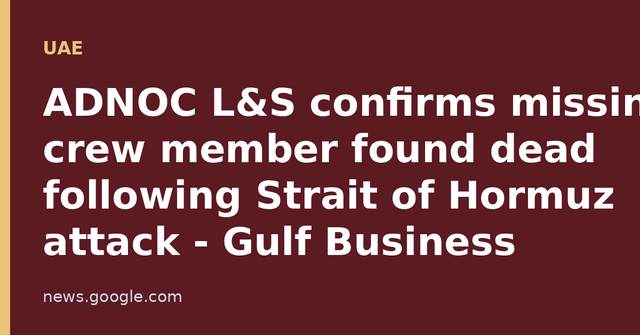 UAE
ADNOC L&S confirms missin
crew member found dead
following Strait of Hormuz
attack - Gulf Business
news.google.com